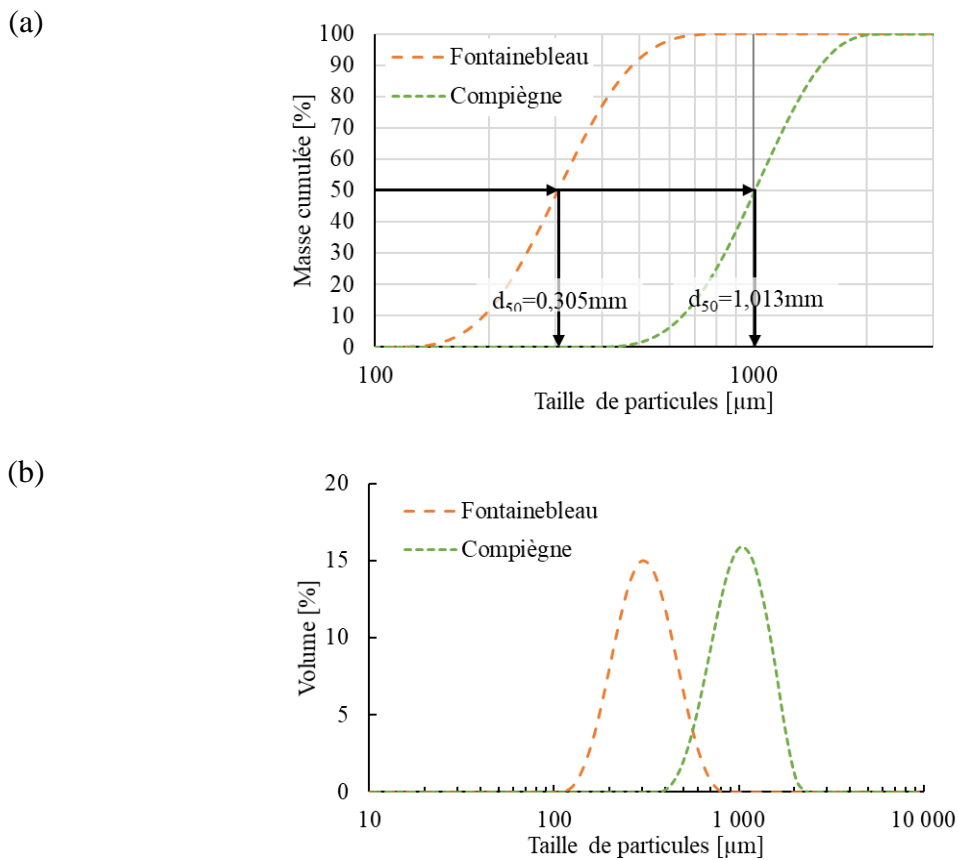 (a)
Masse cumulée [%]
100
90
80
70
60
50
40
30
20
10
0
Fontainebleau
Compiègne
d50=0,305mm
d50=1,013mm
100
1000
Taille de particules [µm]
(b)
Volume [%]
20
15
10
5
0
Fontainebleau
Compiègne
10
100
1 000
10 000
Taille de particules [µm]